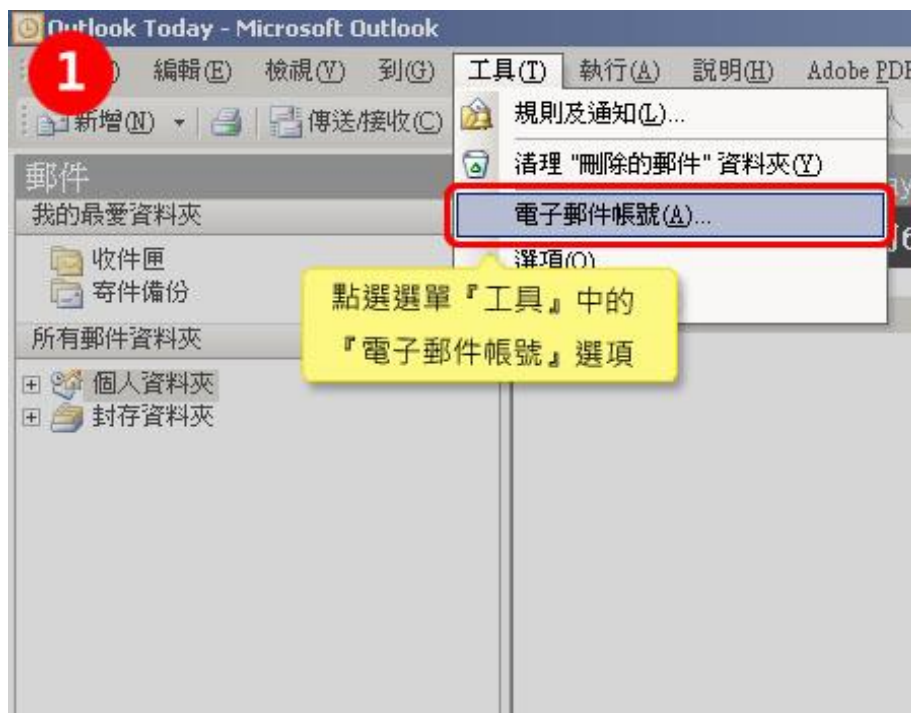 Outlook Today - Microsoft Outlook
1
編輯(E) 檢視(V) 到(G) 工具(T) 執行(A) 說明(H) Adobe PDF
新增(N) 傳送/接收(C)
規則及通知(L)...
清理 "刪除的郵件" 資料夾(Y)
電子郵件帳號(A)...
選項(O)...
郵件
我的最愛資料夾
收件匣
寄件備份
點選選單『工具』中的
『電子郵件帳號』選項
所有郵件資料夾
個人資料夾
封存資料夾